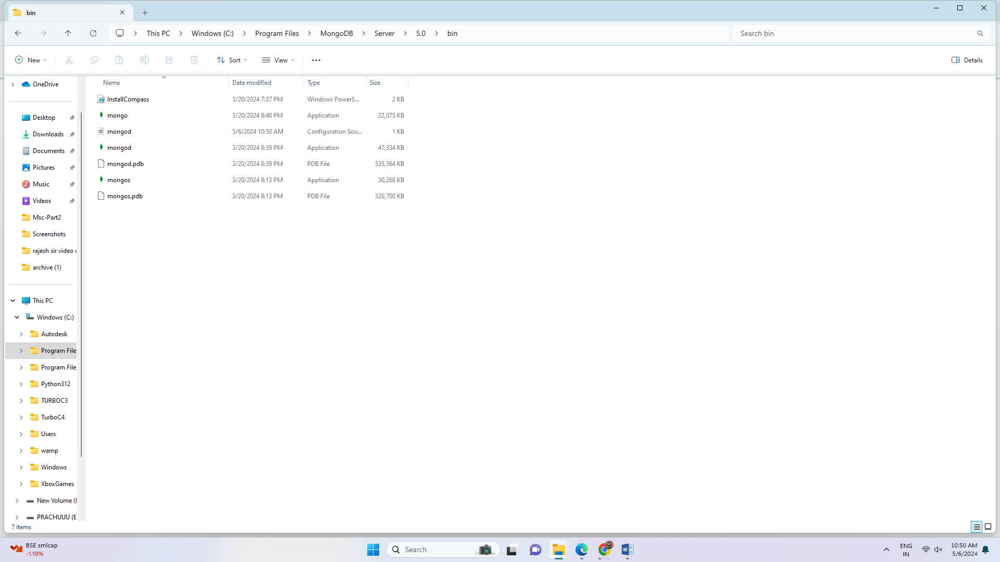 bin
This PC
Windows (C:)
Program Files
MongoDB
Server
5.0
bin
Search bin
New
Sort
View
Details
OneDrive
Desktop
Downloads
Documents
Pictures
Music
Videos
Msc-Part2
Screenshots
rajesh sir video
archive (1)
This PC
Windows (C:)
Autodesk
Program File
Program File
Python312
TURBOC3
TurboC4
Users
wamp
Windows
XboxGames
New Volume (
PRACHUUU (E
Name Date modified Type Size
InstallCompass 3/20/2024 7:37 PM Windows PowerS... 2 KB
mongo 3/20/2024 8:40 PM Application 22,075 KB
mongod 5/6/2024 10:50 AM Configuration Sou... 1 KB
mongod 3/20/2024 8:39 PM Application 47,334 KB
mongod.pdb 3/20/2024 8:39 PM PDB File 535,364 KB
mongos 3/20/2024 8:13 PM Application 30,268 KB
mongos.pdb 3/20/2024 8:13 PM PDB File 320,700 KB
7 items
BSE smlcap
-1.19%
Search
ENG
IN
10:50 AM
5/6/2024